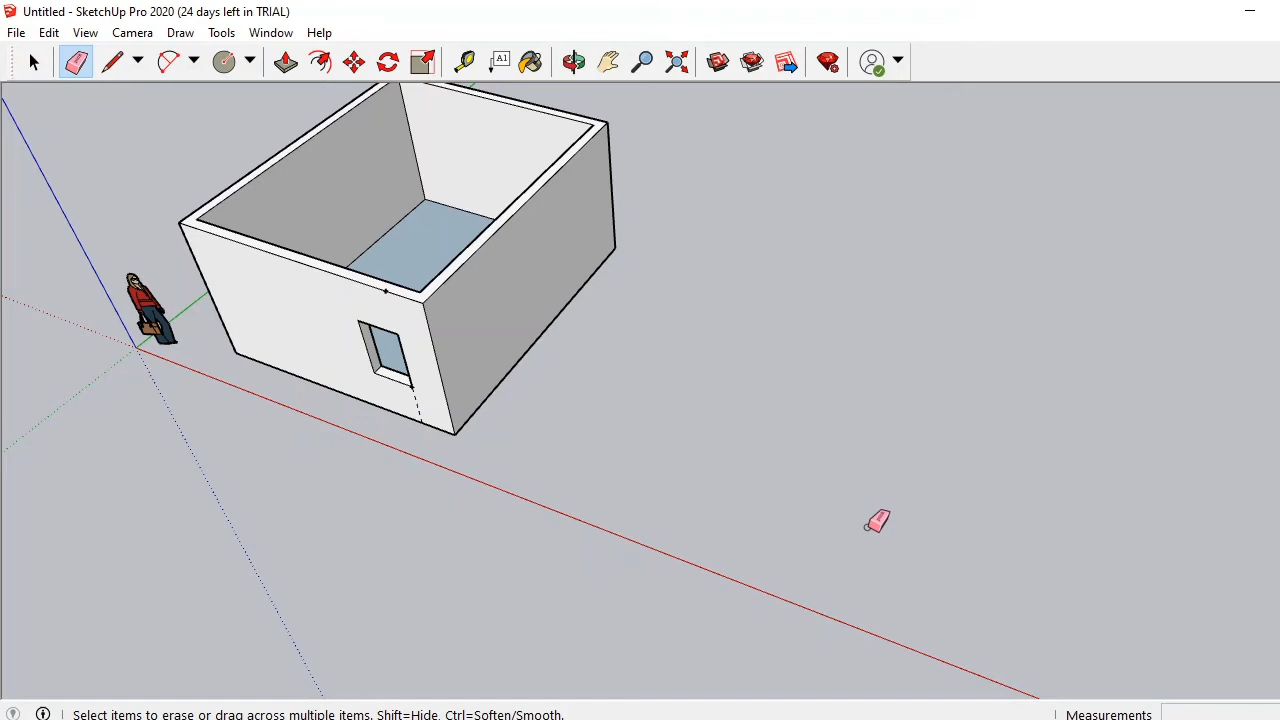 Untitled - SketchUp Pro 2020 (24 days left in TRIAL)
File Edit View Camera Draw Tools Window Help
A1
Select items to erase or drag across multiple items. Shift=Hide, Ctrl=Soften/Smooth.
Measurements